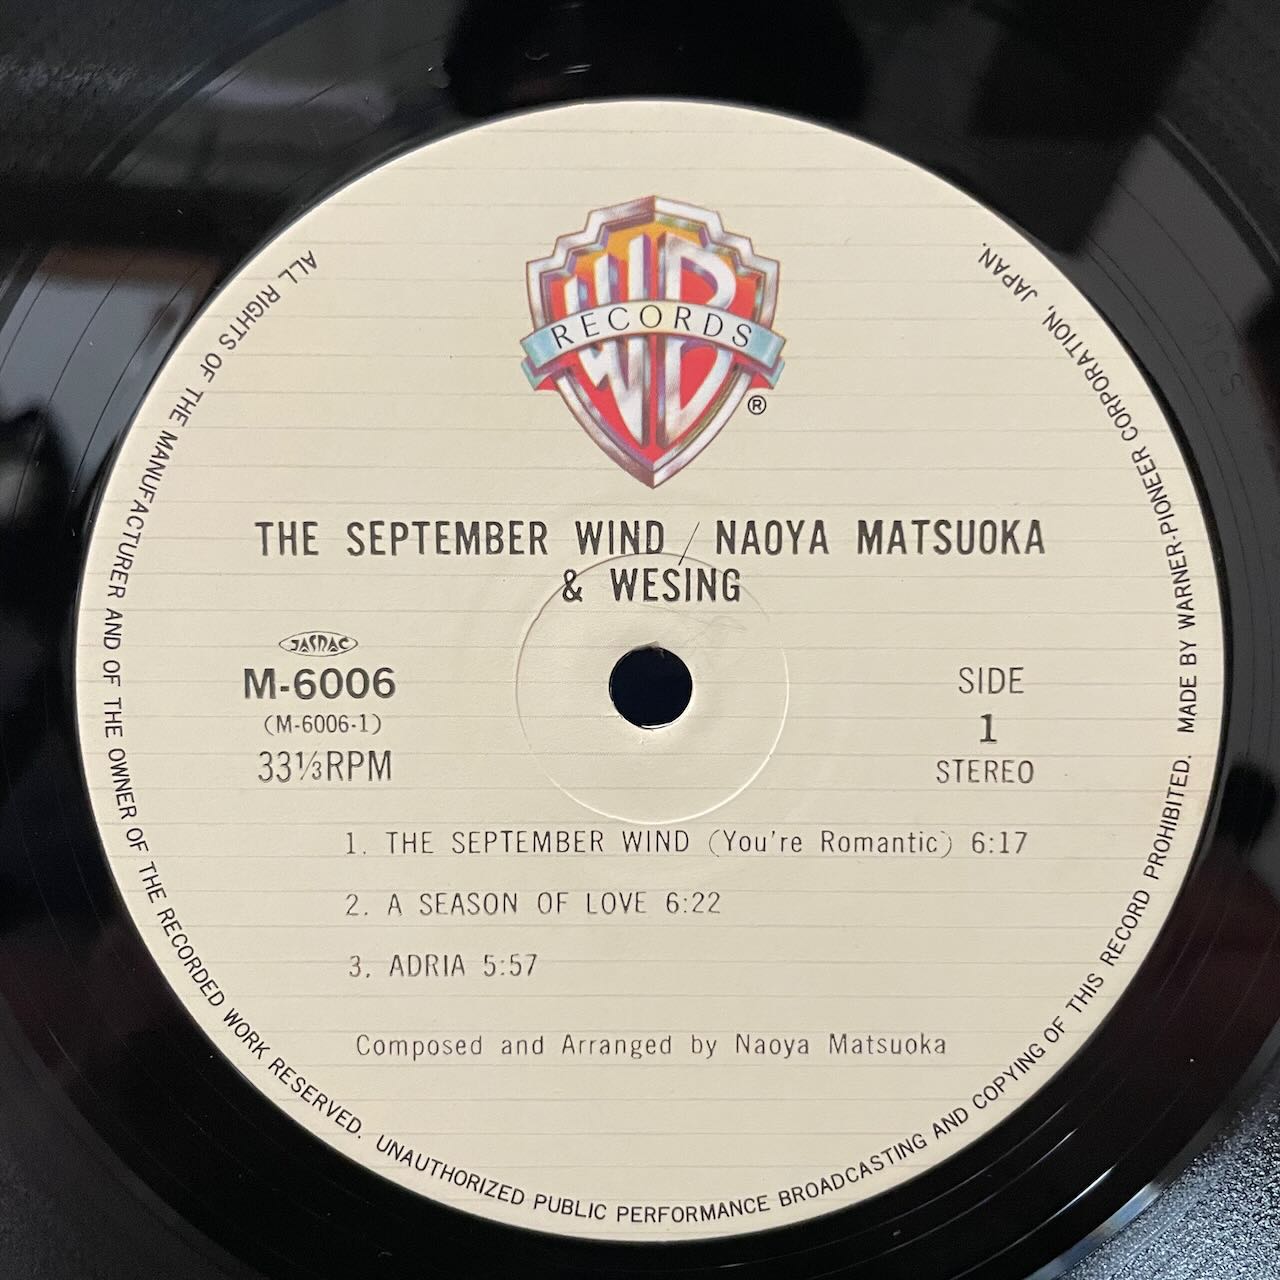 WB
RECORDS
®
THE SEPTEMBER WIND / NAOYA MATSUOKA
& WESING
JASRAC
M-6006
(M-6006-1)
33⅓RPM
SIDE
1
STEREO
1. THE SEPTEMBER WIND (You're Romantic) 6:17
2. A SEASON OF LOVE 6:22
3. ADRIA 5:57
Composed and Arranged by Naoya Matsuoka
ALL RIGHTS OF THE MANUFACTURER AND OF THE OWNER OF THE RECORDED WORK RESERVED. UNAUTHORIZED PUBLIC PERFORMANCE BROADCASTING AND COPYING OF THIS RECORD PROHIBITED. MADE BY WARNER-PIONEER CORPORATION, JAPAN.